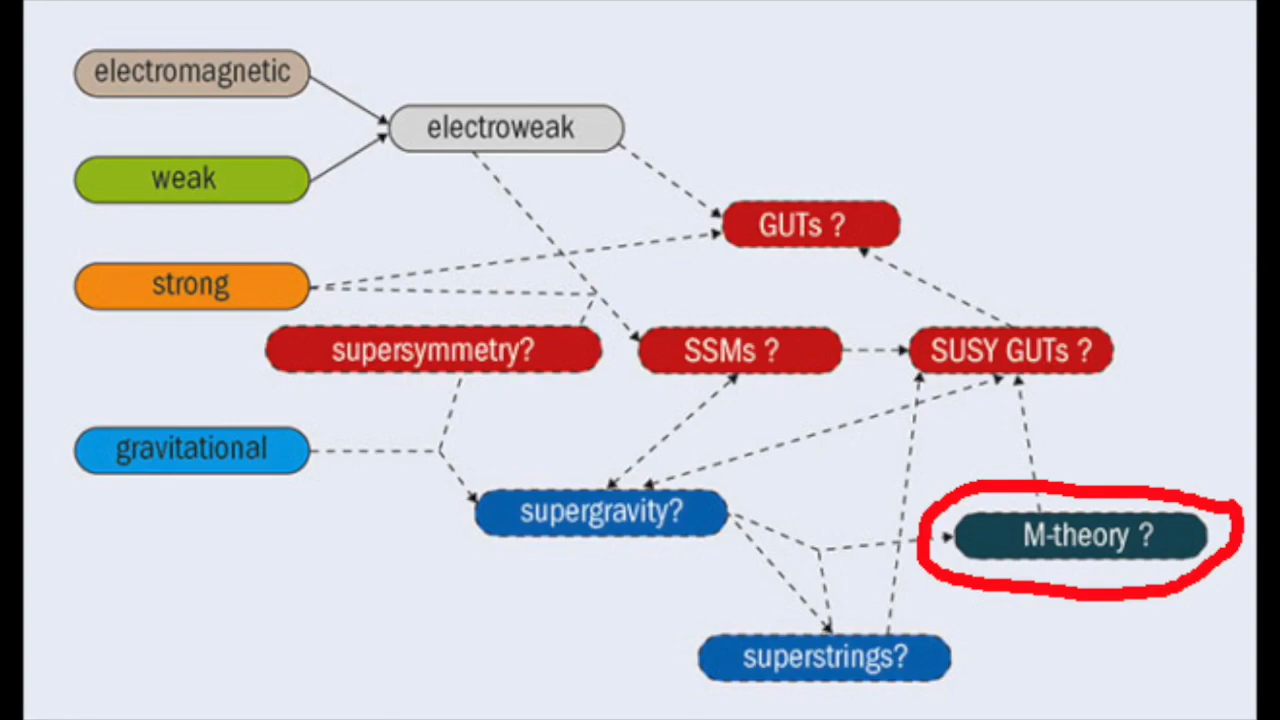 electromagnetic
electroweak
weak
GUTs ?
strong
supersymmetry?
SSMs ?
SUSY GUTs ?
gravitational
supergravity?
M-theory ?
superstrings?